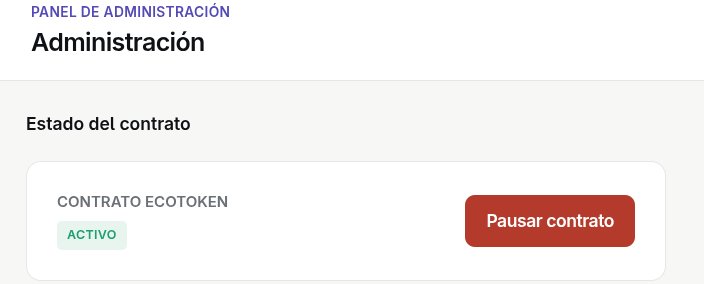 PANEL DE ADMINISTRACIÓN
Administración
Estado del contrato
CONTRATO ECOTOKEN
ACTIVO
Pausar contrato